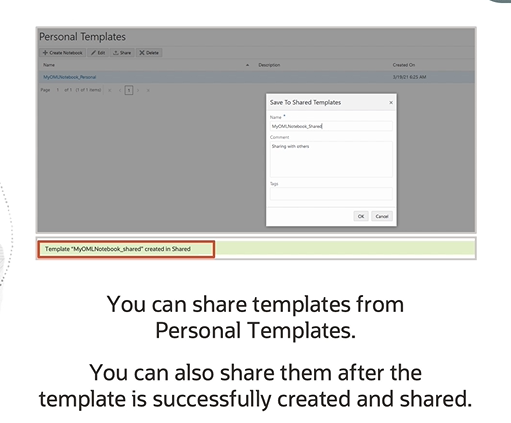 Personal Templates
+ Create Notebook Edit Share Delete
Name Description Created On
MyOMLNotebook_Personal 2/19/21 6:23 AM
Page 1 of 1 (1 of 1 items) 1
Save To Shared Templates ×
Name *
MyOMLNotebook_Shared
Comment
Sharing with others
Tags
OK Cancel
Template "MyOMLNotebook_shared" created in Shared
You can share templates from
Personal Templates.
You can also share them after the
template is successfully created and shared.